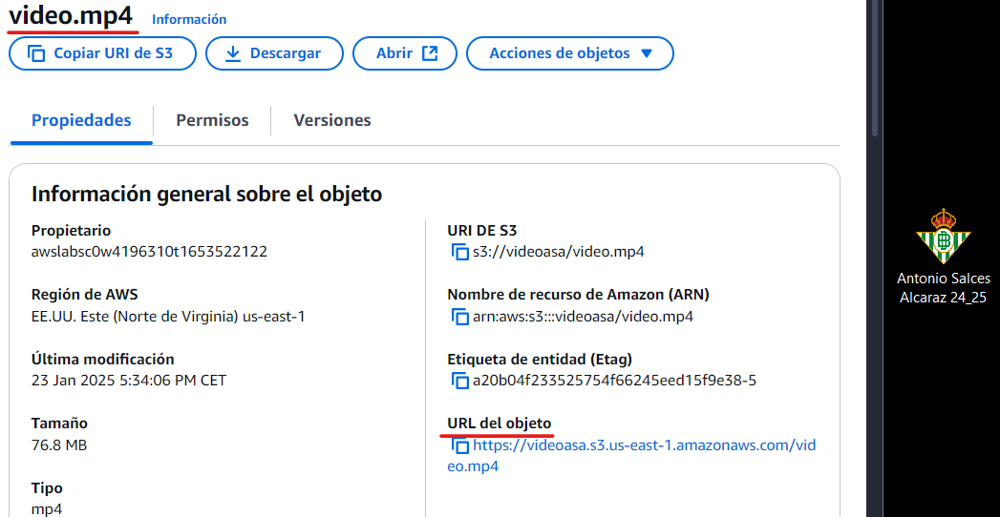 video.mp4 Información
Copiar URI de S3 Descargar Abrir Acciones de objetos
Propiedades Permisos Versiones
Información general sobre el objeto
Propietario
awslabsc0w4196310t1653522122
Región de AWS
EE.UU. Este (Norte de Virginia) us-east-1
Última modificación
23 Jan 2025 5:34:06 PM CET
Tamaño
76.8 MB
Tipo
mp4
URI DE S3
s3://videoasa/video.mp4
Nombre de recurso de Amazon (ARN)
arn:aws:s3:::videoasa/video.mp4
Etiqueta de entidad (Etag)
a20b04f233525754f66245eed15f9e38-5
URL del objeto
https://videoasa.s3.us-east-1.amazonaws.com/vid
eo.mp4
Antonio Salces
Alcaraz 24_25